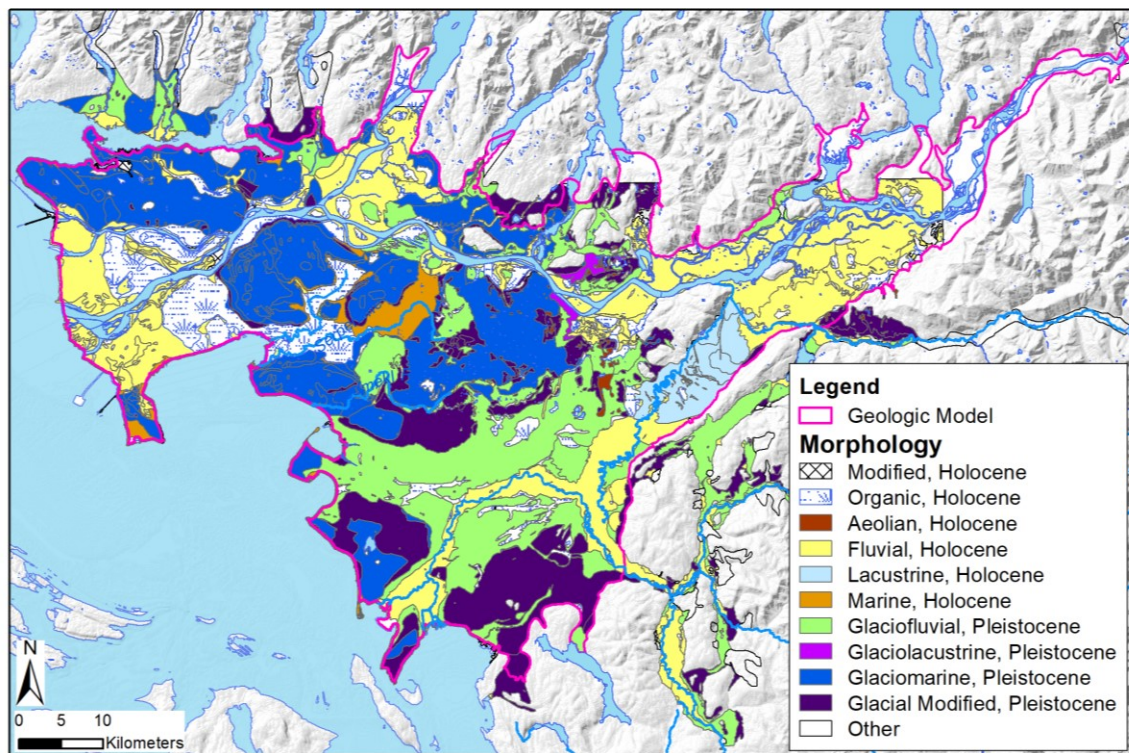 Legend
Geologic Model
Morphology
Modified, Holocene
Organic, Holocene
Aeolian, Holocene
Fluvial, Holocene
Lacustrine, Holocene
Marine, Holocene
Glaciofluvial, Pleistocene
Glaciolacustrine, Pleistocene
Glaciomarine, Pleistocene
Glacial Modified, Pleistocene
Other
N
0 5 10
Kilometers